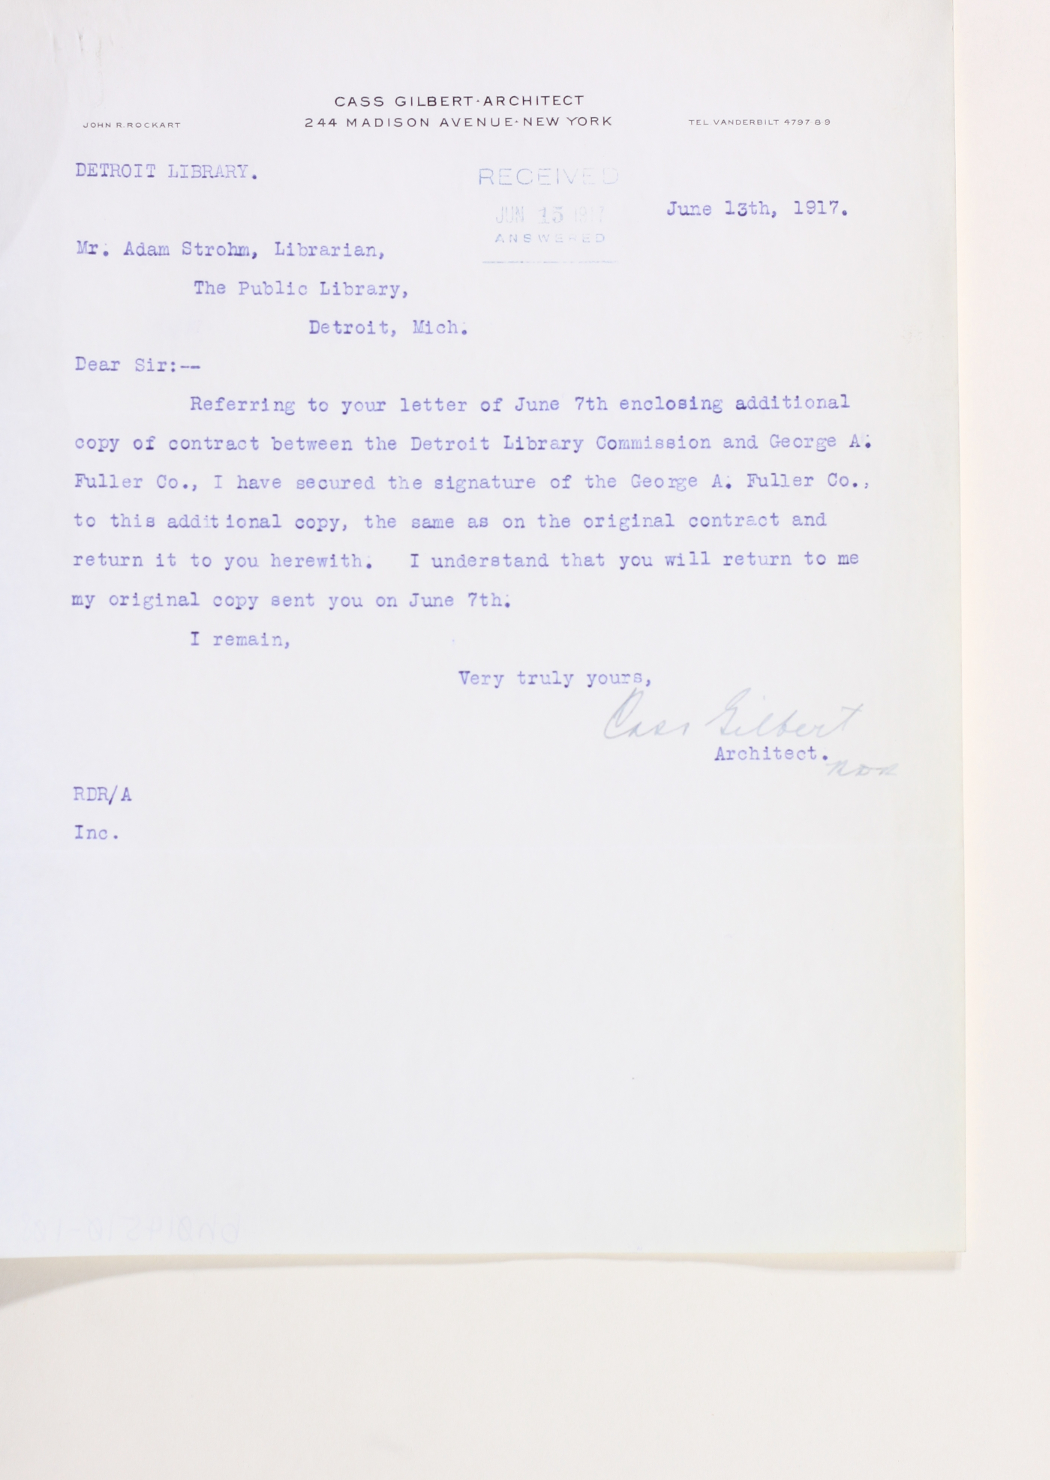 CASS GILBERT·ARCHITECT
244 MADISON AVENUE·NEW YORK
JOHN R. ROCKART
TEL VANDERBILT 4797 8 9
DETROIT LIBRARY.
RECEIVED
JUN 15 1917
ANSWERED
June 13th, 1917.
Mr. Adam Strohm, Librarian,
The Public Library,
Detroit, Mich.
Dear Sir:--
Referring to your letter of June 7th enclosing additional
copy of contract between the Detroit Library Commission and George A.
Fuller Co., I have secured the signature of the George A. Fuller Co.,
to this additional copy, the same as on the original contract and
return it to you herewith. I understand that you will return to me
my original copy sent you on June 7th.
I remain,
Very truly yours,
Cass Gilbert
Architect.
RDR/A
Inc.